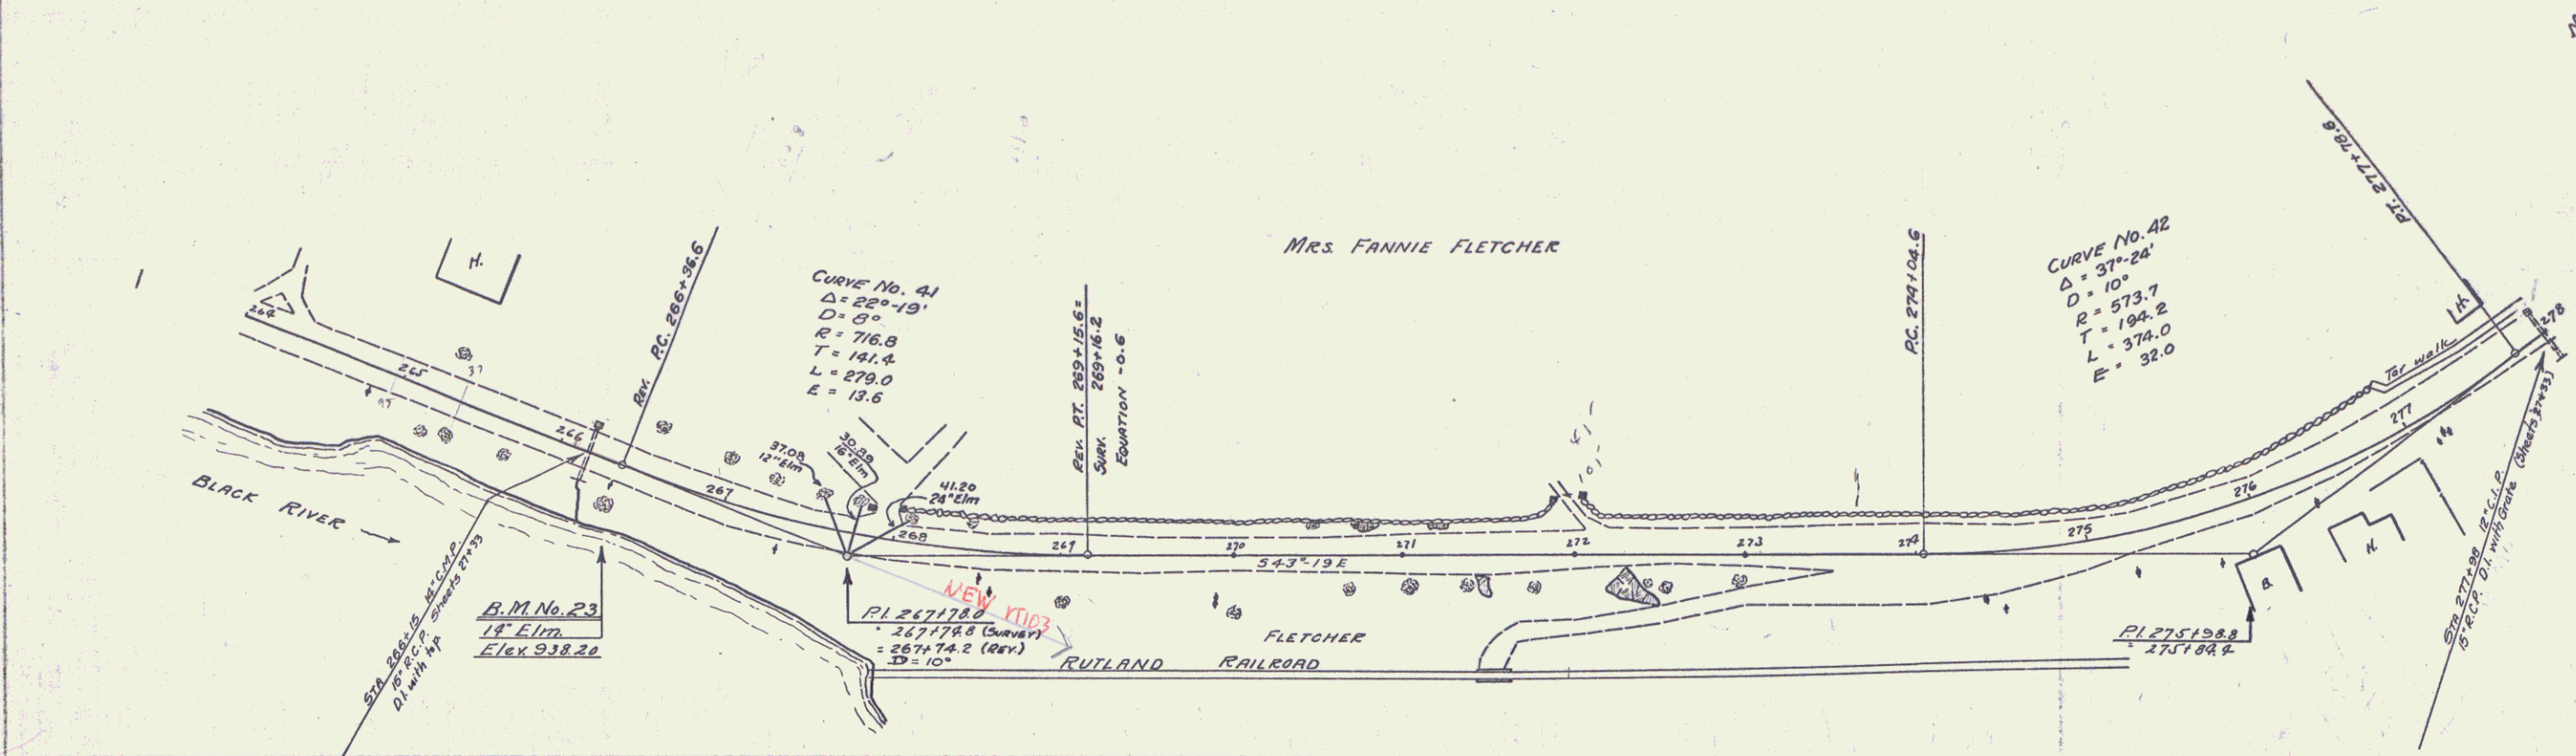 MRS. FANNIE FLETCHER
H.
264
265
37
95
266
267
268
269
270
271
272
273
274
275
276
277
278
REV. P.C. 266+36.6
CURVE No. 41
Δ = 22°-19'
D = 8°
R = 716.8
T = 141.4
L = 279.0
E = 13.6
REV. P.T. 269+15.6 =
SURV. 269+16.2
EQUATION -0.6
P.C. 274+04.6
CURVE No. 42
Δ = 37°-24'
D = 10°
R = 573.7
T = 194.2
L = 374.0
E = 32.0
P.T. 277+78.6
H.
Tar walk
37.08
12" Elm
30.89
16" Elm
41.20
24" Elm
S43°-19E
BLACK RIVER
STA 266+15 14" C.M.P.
15" R.C.P. Sheets 27+33
D.I. with top
B.M. No. 23
14" Elm
Elev. 938.20
NEW VT103
P.I. 267+78.0
= 267+74.8 (SURVEY)
= 267+74.2 (REV.)
D = 10°
FLETCHER
RUTLAND RAILROAD
H.
B.
P.I. 275+98.8
= 275+84.4
STA 277+98 12" C.I.P.
15" R.C.P. D.I. with Grate (Sheets 27+33)